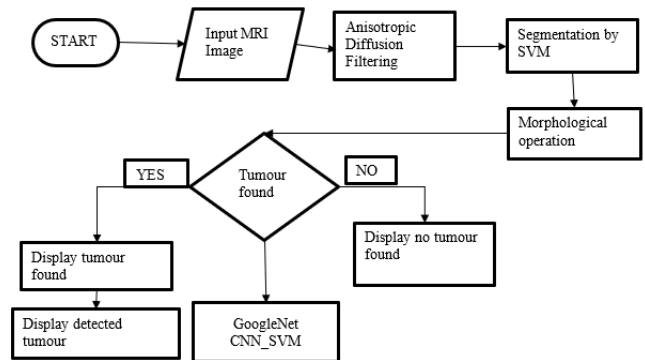 START
Input MRI
Image
Anisotropic
Diffusion
Filtering
Segmentation by
SVM
Morphological
operation
Tumour
found
YES
NO
Display tumour
found
Display no tumour
found
Display detected
tumour
GoogleNet
CNN_SVM